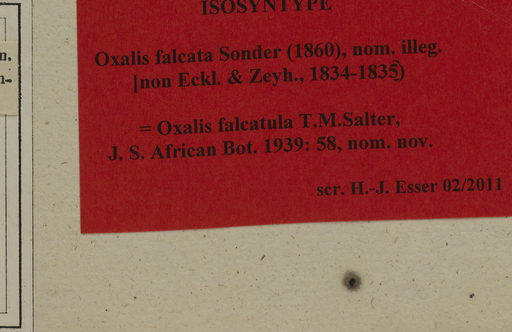 ISOSYNTYPE
Oxalis falcata Sonder (1860), nom. illeg.
[non Eckl. & Zeyh., 1834-1835)
= Oxalis falcatula T.M.Salter,
J. S. African Bot. 1939: 58, nom. nov.
scr. H.-J. Esser 02/2011